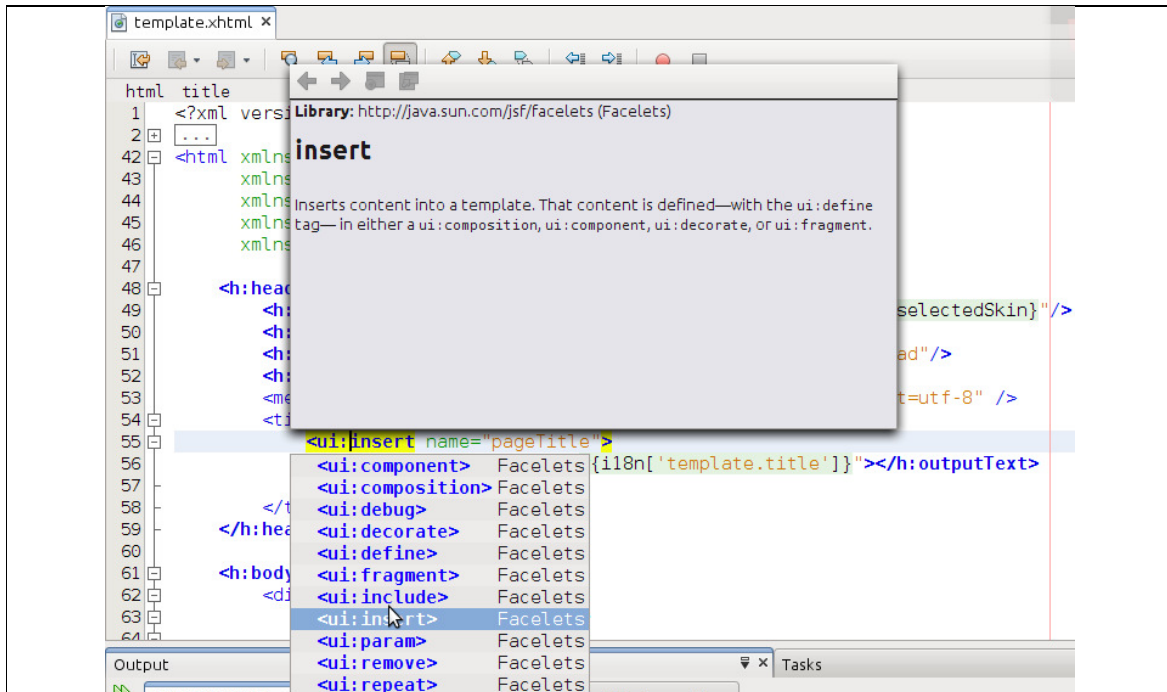 template.xhtml
html title
1 <?xml versi
2 ...
42 <html xmlns
43 xmlns
44 xmlns
45 xmlns
46 xmlns
47
48 <h:head
49 <h: selectedSkin}"/>
50 <h:
51 <h: ad"/>
52 <h:
53 <me t=utf-8" />
54 <ti
55 <ui:insert name="pageTitle">
56 {i18n['template.title']}"></h:outputText>
57
58 </t
59 </h:hea
60
61 <h:body
62 <di
63
64
Library: http://java.sun.com/jsf/facelets (Facelets)
insert
Inserts content into a template. That content is defined—with the ui:define
tag— in either a ui:composition, ui:component, ui:decorate, or ui:fragment.
<ui:component> Facelets
<ui:composition> Facelets
<ui:debug> Facelets
<ui:decorate> Facelets
<ui:define> Facelets
<ui:fragment> Facelets
<ui:include> Facelets
<ui:insert> Facelets
<ui:param> Facelets
<ui:remove> Facelets
<ui:repeat> Facelets
Output
Tasks